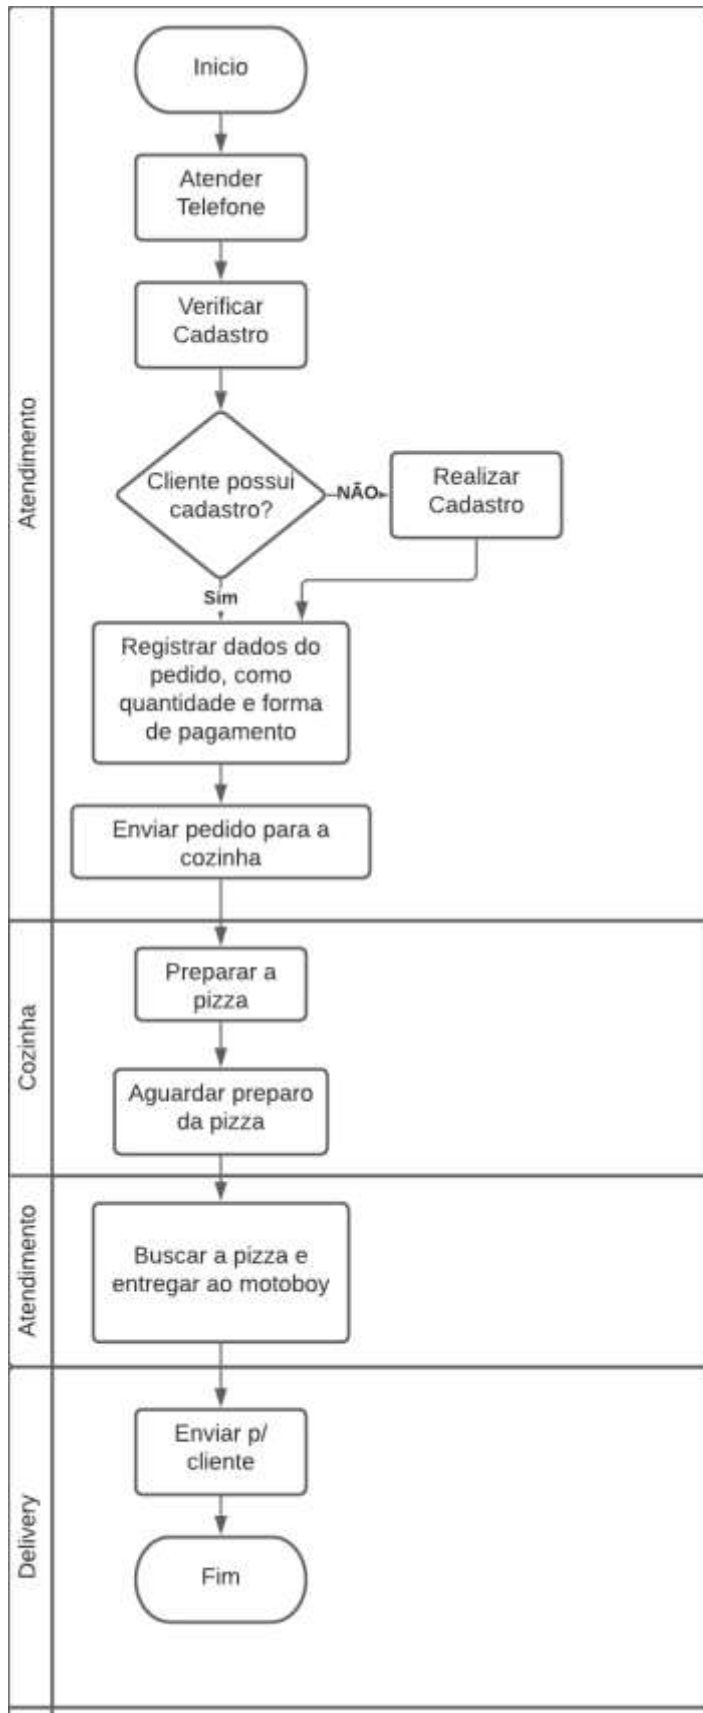 Inicio
Atender
Telefone
Verificar
Cadastro
Atendimento
Cliente possui
cadastro?
NÃO
Realizar
Cadastro
Sim
Registrar dados do
pedido, como
quantidade e forma
de pagamento
Enviar pedido para a
cozinha
Cozinha
Preparar a
pizza
Aguardar preparo
da pizza
Atendimento
Buscar a pizza e
entregar ao motoboy
Delivery
Enviar p/
cliente
Fim